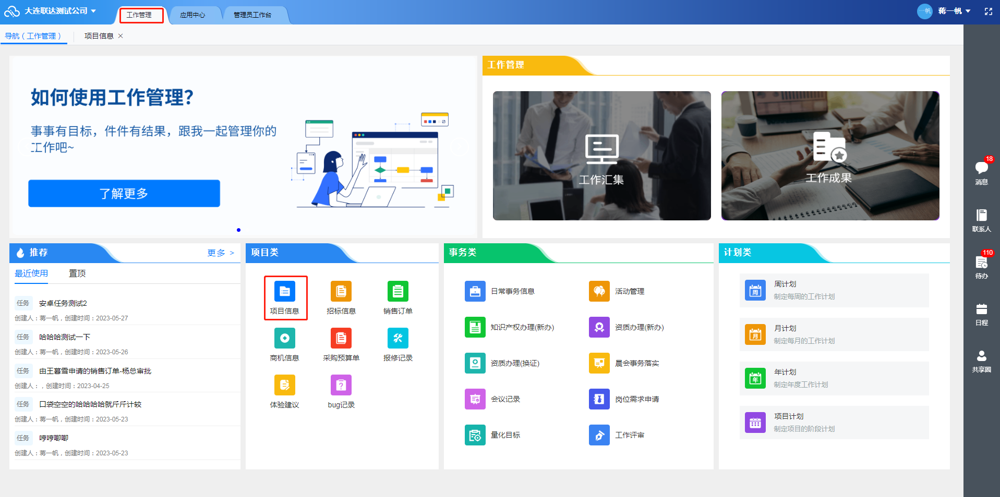 大连联达测试公司
工作管理
应用中心
管理员工作台
一帆
蒋一帆
导航（工作管理）
项目信息 ×
如何使用工作管理?
事事有目标，件件有结果，跟我一起管理你的
工作吧~
了解更多
工作管理
工作汇集
工作成果
推荐
更多 >
最近使用
置顶
任务 安卓任务测试2
创建人：蒋一帆，创建时间：2023-05-27
任务 哈哈哈测试一下
创建人：蒋一帆，创建时间：2023-05-26
任务 由王暮雪申请的销售订单-杨总审批
创建人：，创建时间：2023-04-25
任务 口袋空空的哈哈哈哈就斤斤计较
创建人：蒋一帆，创建时间：2023-05-23
任务 哼哼唧唧
创建人：蒋一帆，创建时间：2023-05-23
项目类
项目信息
招标信息
销售订单
商机信息
采购预算单
报修记录
体验建议
bug记录
事务类
日常事务信息
活动管理
知识产权办理(新办)
资质办理(新办)
资质办理(换证)
晨会事务落实
会议记录
岗位需求申请
量化目标
工作评审
计划类
周
周计划
制定每周的工作计划
月
月计划
制定每月的工作计划
年
年计划
制定年度工作计划
项目计划
制定项目的阶段计划
18
消息
联系人
110
待办
日程
共享圈